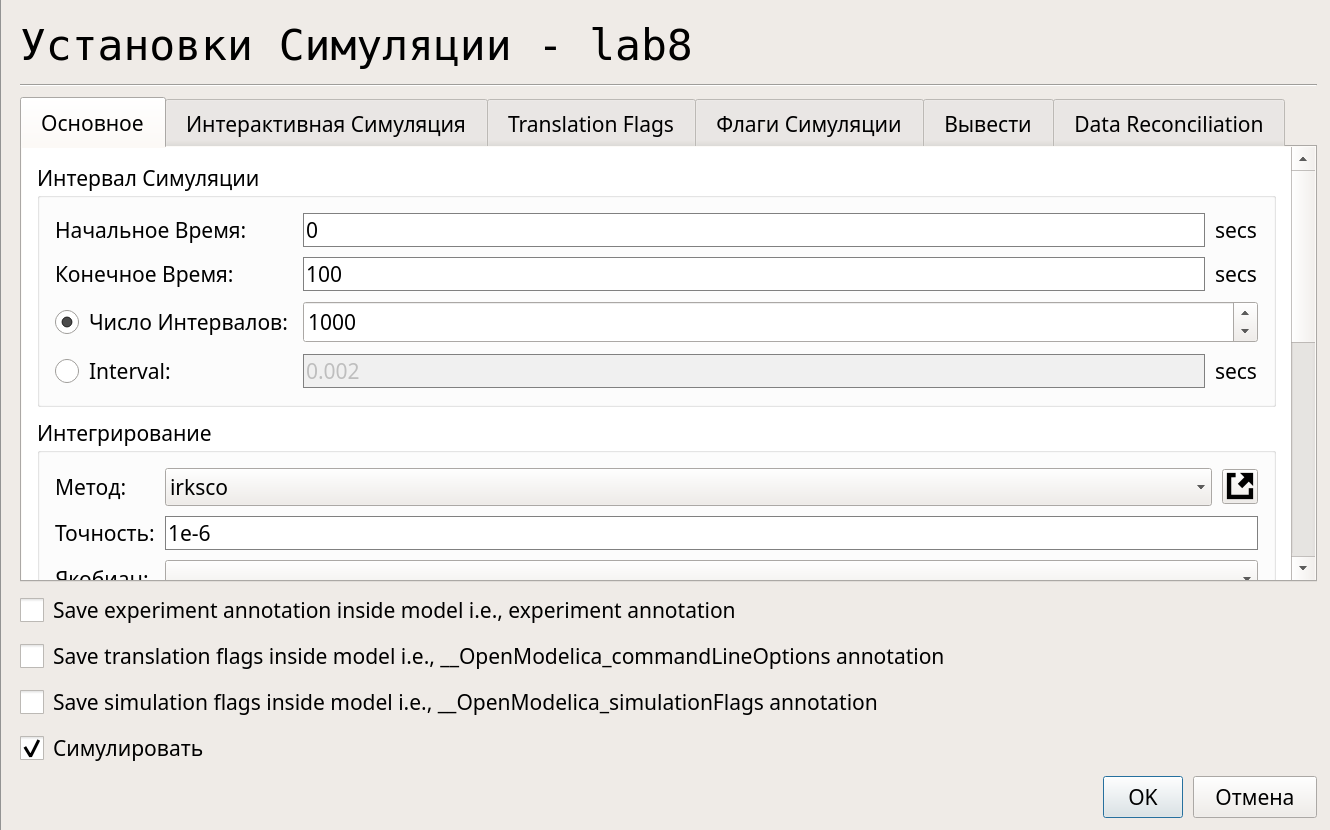 Установки Симуляции - lab8
Основное Интерактивная Симуляция Translation Flags Флаги Симуляции Вывести Data Reconciliation
Интервал Симуляции
Начальное Время: 0 secs
Конечное Время: 100 secs
Число Интервалов: 1000
Interval: 0.002 secs
Интегрирование
Метод: irksco
Точность: 1e-6
Якобиан:
Save experiment annotation inside model i.e., experiment annotation
Save translation flags inside model i.e., __OpenModelica_commandLineOptions annotation
Save simulation flags inside model i.e., __OpenModelica_simulationFlags annotation
Симулировать
OK Отмена